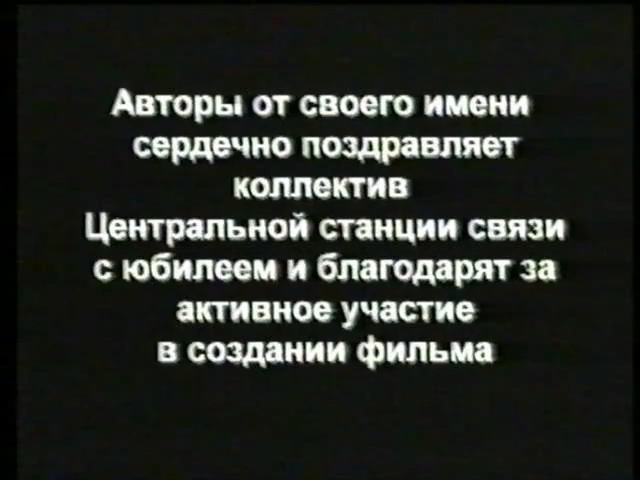 Авторы от своего имени
сердечно поздравляет
коллектив
Центральной станции связи
с юбилеем и благодарят за
активное участие
в создании фильма